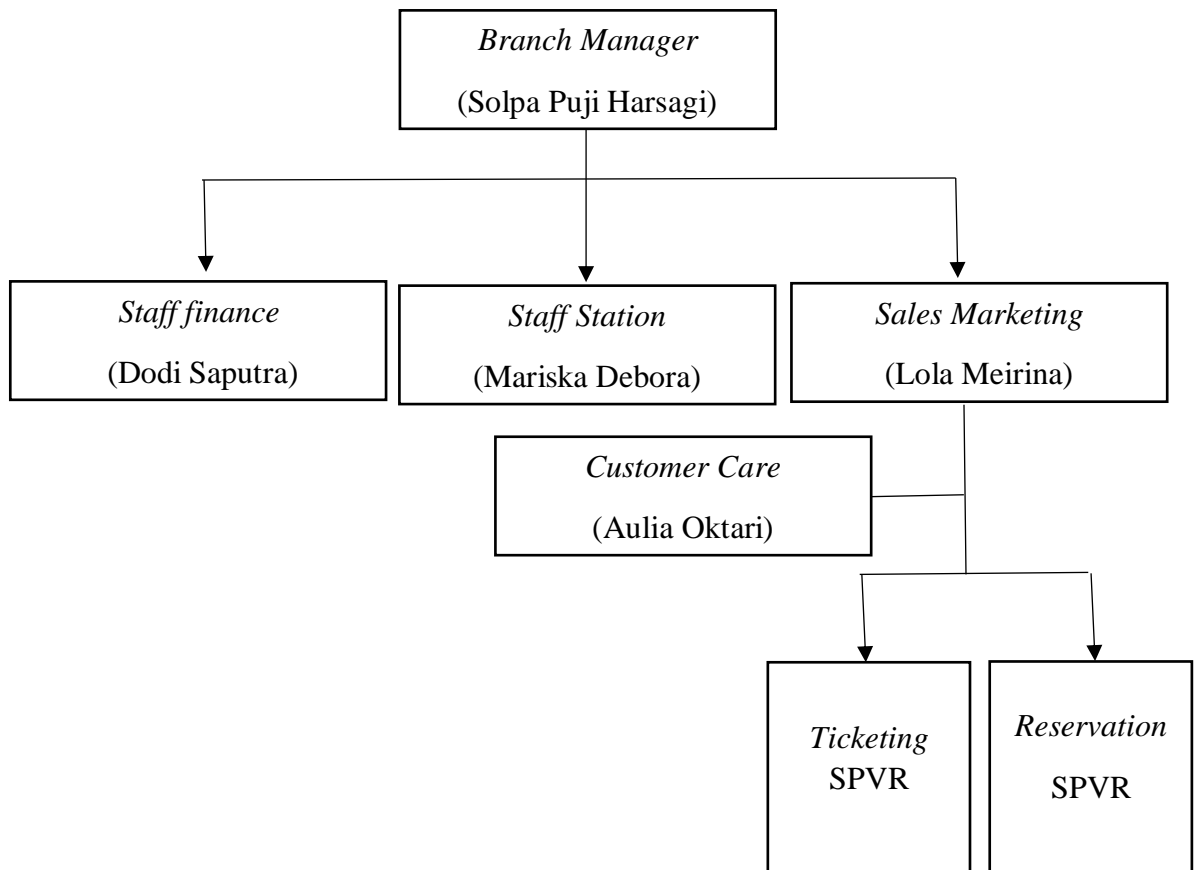 Branch Manager
(Solpa Puji Harsagi)
Staff finance
(Dodi Saputra)
Staff Station
(Mariska Debora)
Sales Marketing
(Lola Meirina)
Customer Care
(Aulia Oktari)
Ticketing
SPVR
Reservation
SPVR